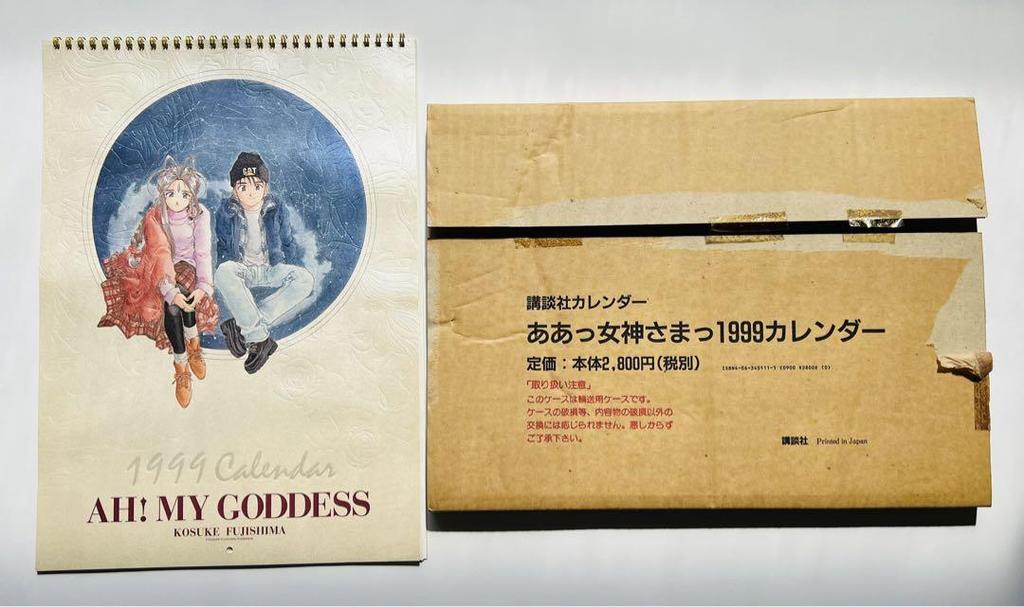 G.O.T
1999 Calendar
AH! MY GODDESS
KOSUKE FUJISHIMA
講談社カレンダー
ああっ女神さまっ1999カレンダー
定価：本体2,800円(税別)
「取り扱い注意」
このケースは輸送用ケースです。
ケースの破損等、内容物の破損以外の
交換には応じられません。悪しからず
ご了承下さい。
講談社 Printed in Japan